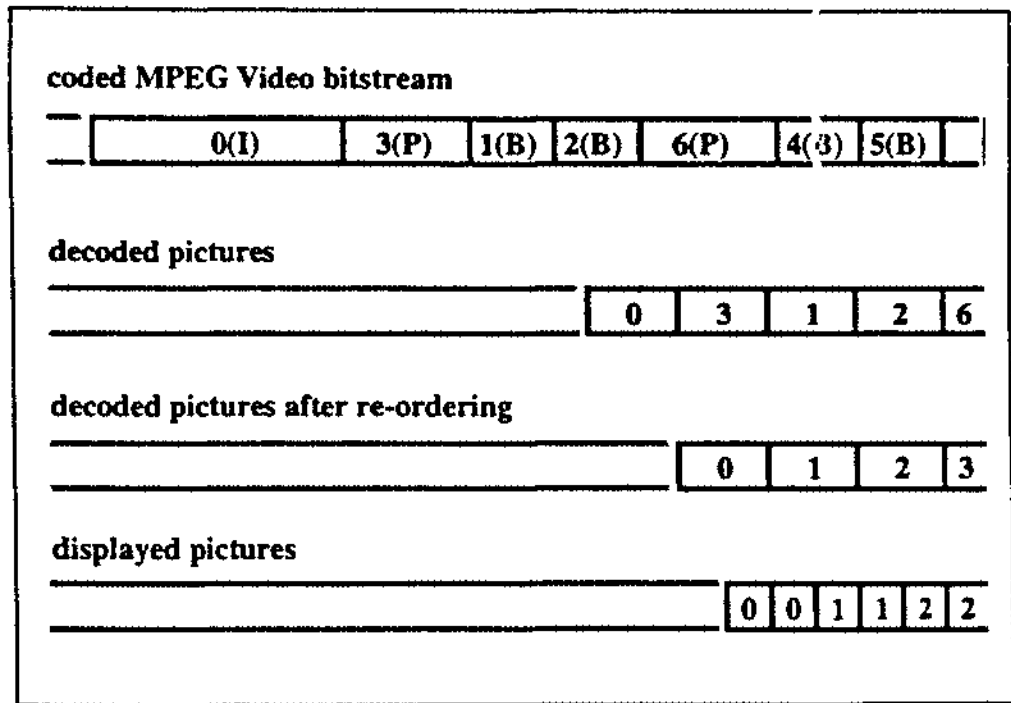 coded MPEG Video bitstream
0(I) 3(P) 1(B) 2(B) 6(P) 5(B)
decoded pictures
0 3 1 2 6
decoded pictures after re-ordering
0 1 2 3
displayed pictures
0 0 1 1 2 2